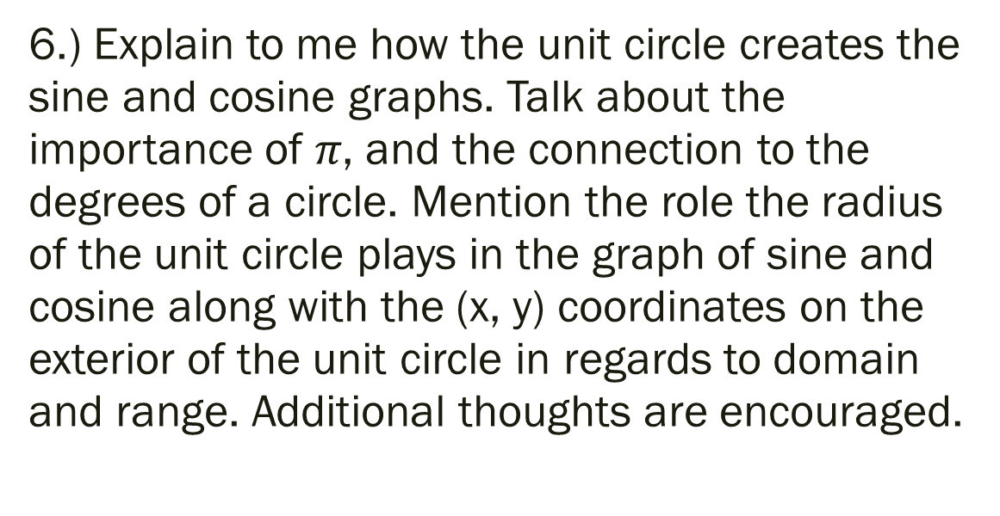 6.) Explain to me how the unit circle creates the
sine and cosine graphs. Talk about the
importance of π, and the connection to the
degrees of a circle. Mention the role the radius
of the unit circle plays in the graph of sine and
cosine along with the (x, y) coordinates on the
exterior of the unit circle in regards to domain
and range. Additional thoughts are encouraged.